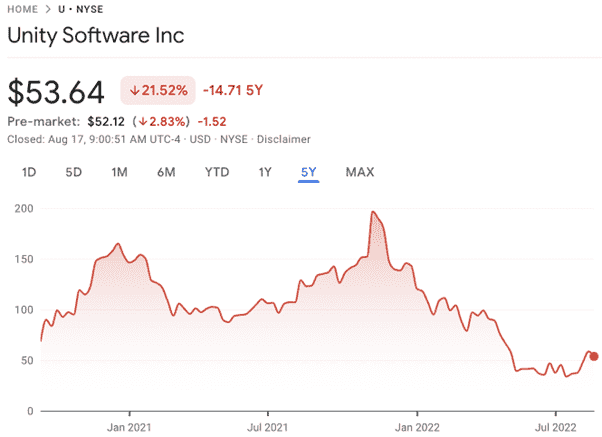 HOME > U • NYSE
Unity Software Inc
$53.64 ↓21.52% -14.71 5Y
Pre-market: $52.12 (↓2.83%) -1.52
Closed: Aug 17, 9:00:51 AM UTC-4 · USD · NYSE · Disclaimer
1D 5D 1M 6M YTD 1Y 5Y MAX
200
150
100
50
0
Jan 2021 Jul 2021 Jan 2022 Jul 2022